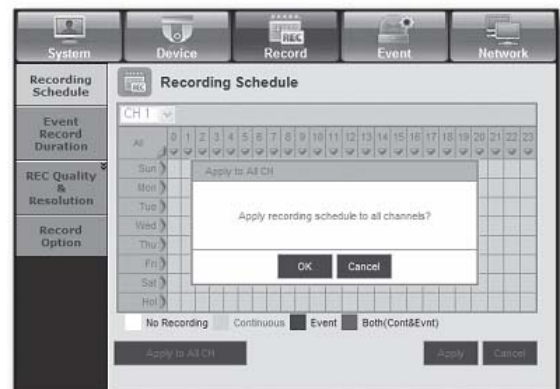 System Device Record Event Network
REC
Recording
Schedule
REC Recording Schedule
Event
Record
Duration
REC Quality
&
Resolution
Record
Option
CH 1
All 0 1 2 3 4 5 6 7 8 9 10 11 12 13 14 15 16 17 18 19 20 21 22 23
Sun
Mon
Tue
Wed
Thu
Fri
Sat
Hol
Apply to All CH
Apply recording schedule to all channels?
OK Cancel
No Recording Continuous Event Both(Cont&Evnt)
Apply to All CH Apply Cancel